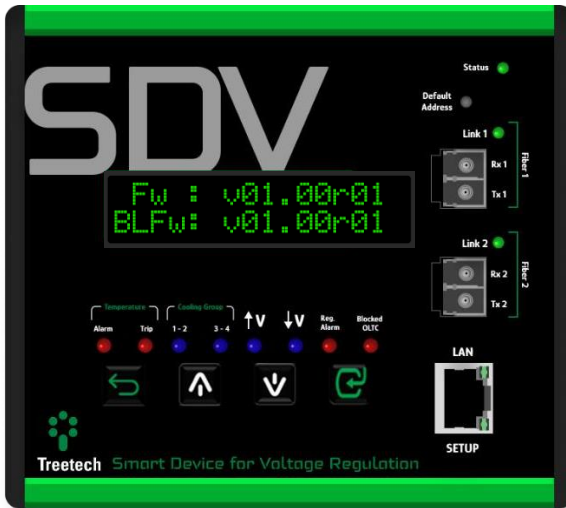 SDV
Status
Default
Address
Link 1
Rx 1
Tx 1
Fiber 1
Fw : v01.00r01
BLFw: v01.00r01
Link 2
Rx 2
Tx 2
Fiber 2
Temperature
Cooling Group
Alarm
Trip
1 - 2
3 - 4
↑V
↓V
Reg.
Alarm
Blocked
OLTC
LAN
SETUP
Treetech
Smart Device for Voltage Regulation